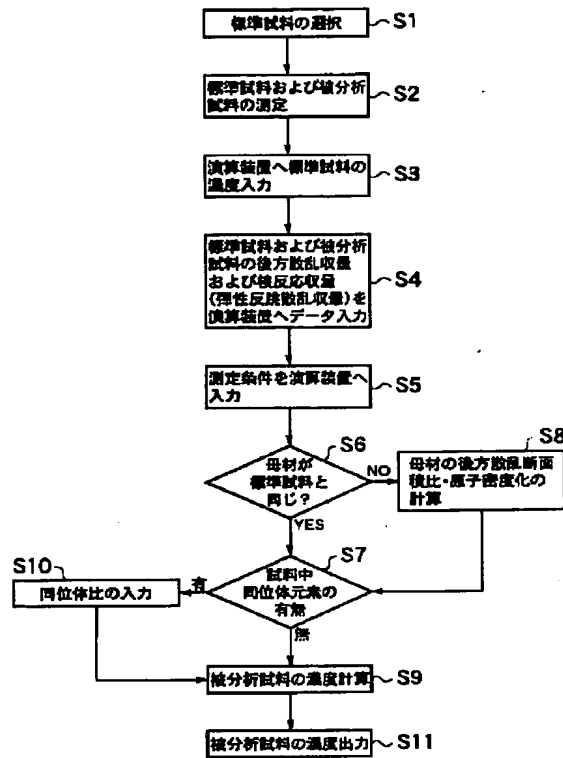 標準試料の選択
S1
標準試料および被分析
試料の測定
S2
演算装置へ標準試料の
濃度入力
S3
標準試料および被分析
試料の後方散乱収量
および核反応収量
(弾性反跳散乱収量)を
演算装置へデータ入力
S4
測定条件を演算装置へ
入力
S5
母材が
標準試料と
同じ?
S6
NO
YES
母材の後方散乱断面
積比・原子密度化の
計算
S8
試料中
同位体元素の
有無
S7
有
無
同位体比の入力
S10
被分析試料の濃度計算
S9
被分析試料の濃度出力
S11